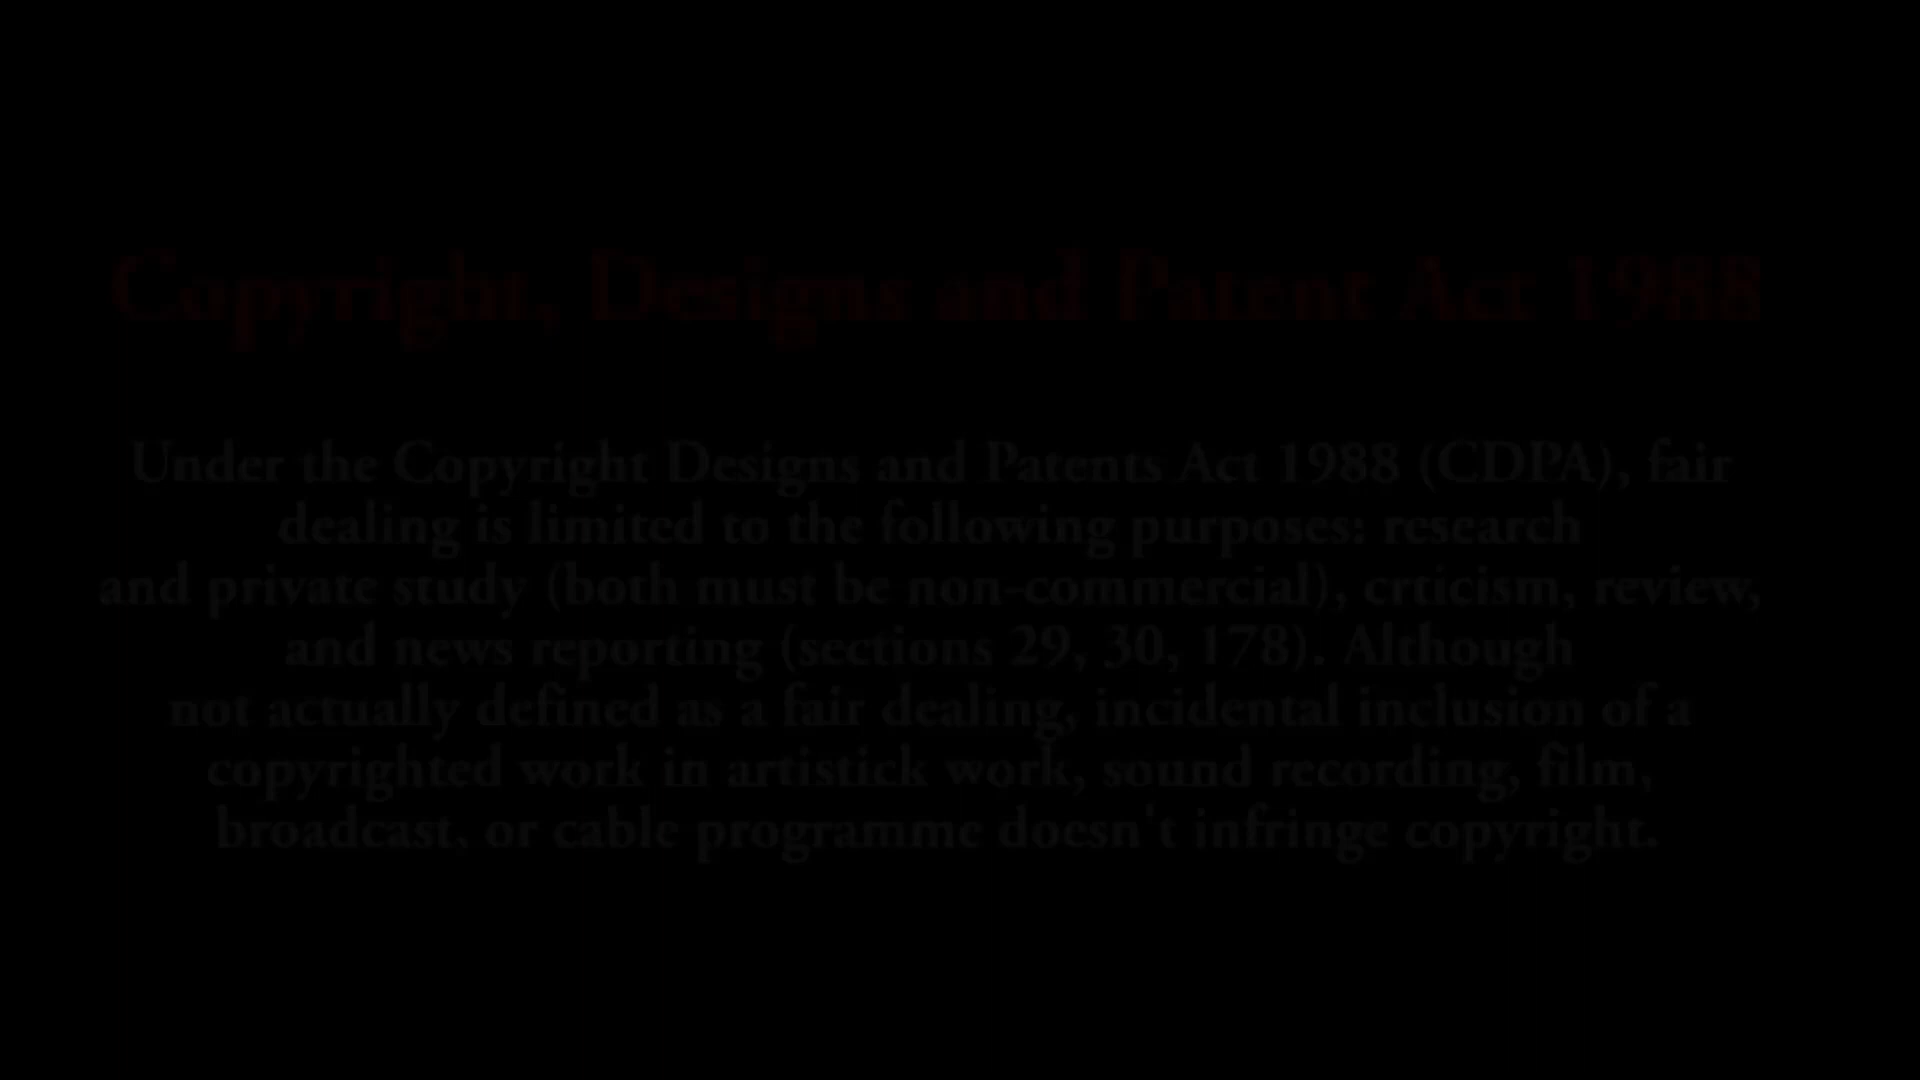 Copyright, Designs and Patent Act 1988
Under the Copyright Designs and Patents Act 1988 (CDPA), fair
dealing is limited to the following purposes: research
and private study (both must be non-commercial), crticism, review,
and news reporting (sections 29, 30, 178). Although
not actually defined as a fair dealing, incidental inclusion of a
copyrighted work in artistick work, sound recording, film,
broadcast, or cable programme doesn't infringe copyright.